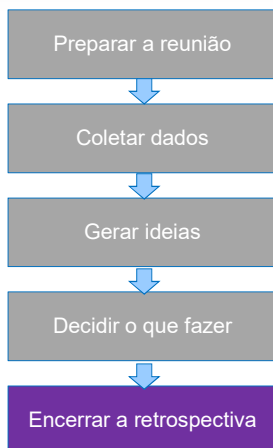 Preparar a reunião
Coletar dados
Gerar ideias
Decidir o que fazer
Encerrar a retrospectiva